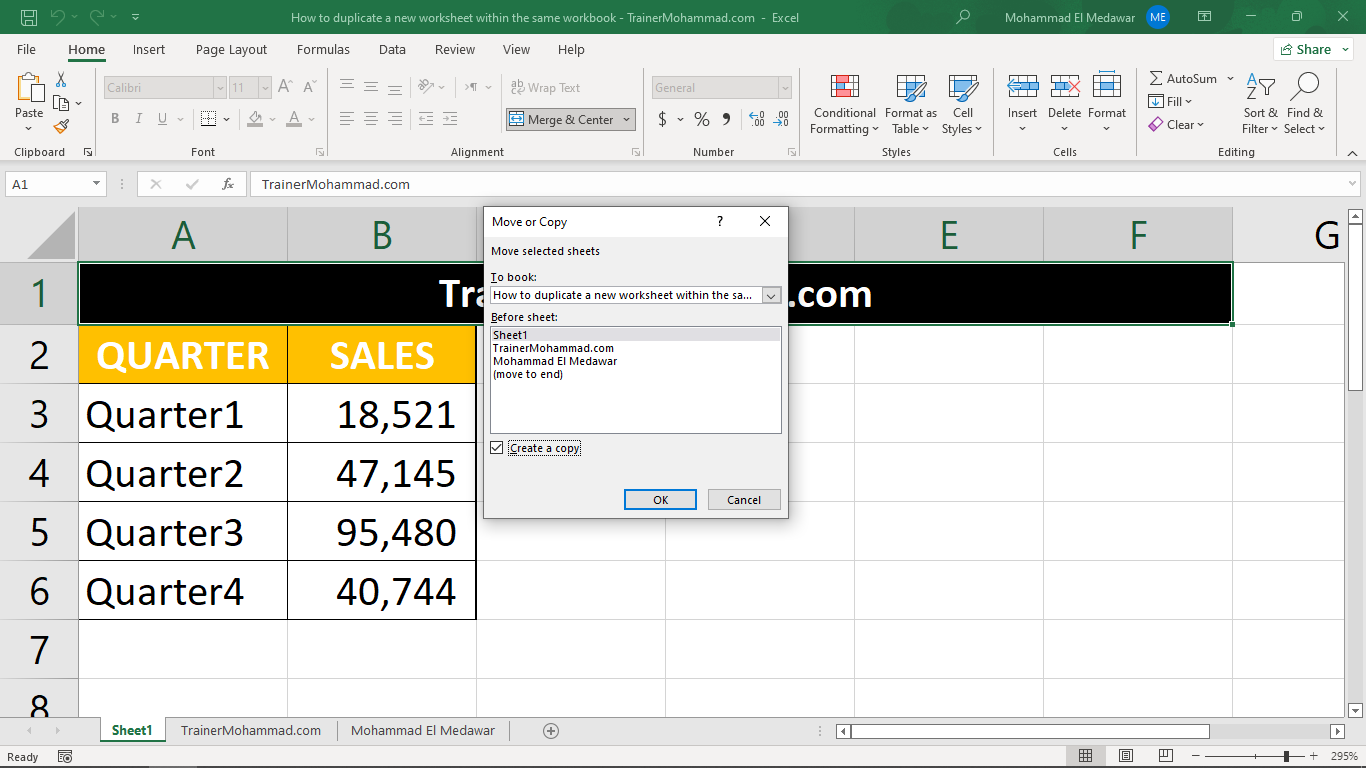 How to duplicate a new worksheet within the same workbook - TrainerMohammad.com - Excel
Mohammad El Medawar
ME
File Home Insert Page Layout Formulas Data Review View Help
Share
Paste
Calibri 11
B I U
A A
Wrap Text
Merge & Center
General
$ % ,
Conditional Formatting
Format as Table
Cell Styles
Insert
Delete
Format
AutoSum
Fill
Clear
Sort & Filter
Find & Select
Clipboard Font Alignment Number Styles Cells Editing
A1 fx TrainerMohammad.com
A B E F G
1 Tra .com
2 QUARTER SALES
3 Quarter1 18,521
4 Quarter2 47,145
5 Quarter3 95,480
6 Quarter4 40,744
7
8
Move or Copy ?
Move selected sheets
To book:
How to duplicate a new worksheet within the sa...
Before sheet:
Sheet1
TrainerMohammad.com
Mohammad El Medawar
(move to end)
Create a copy
OK Cancel
Sheet1 TrainerMohammad.com Mohammad El Medawar
Ready 295%